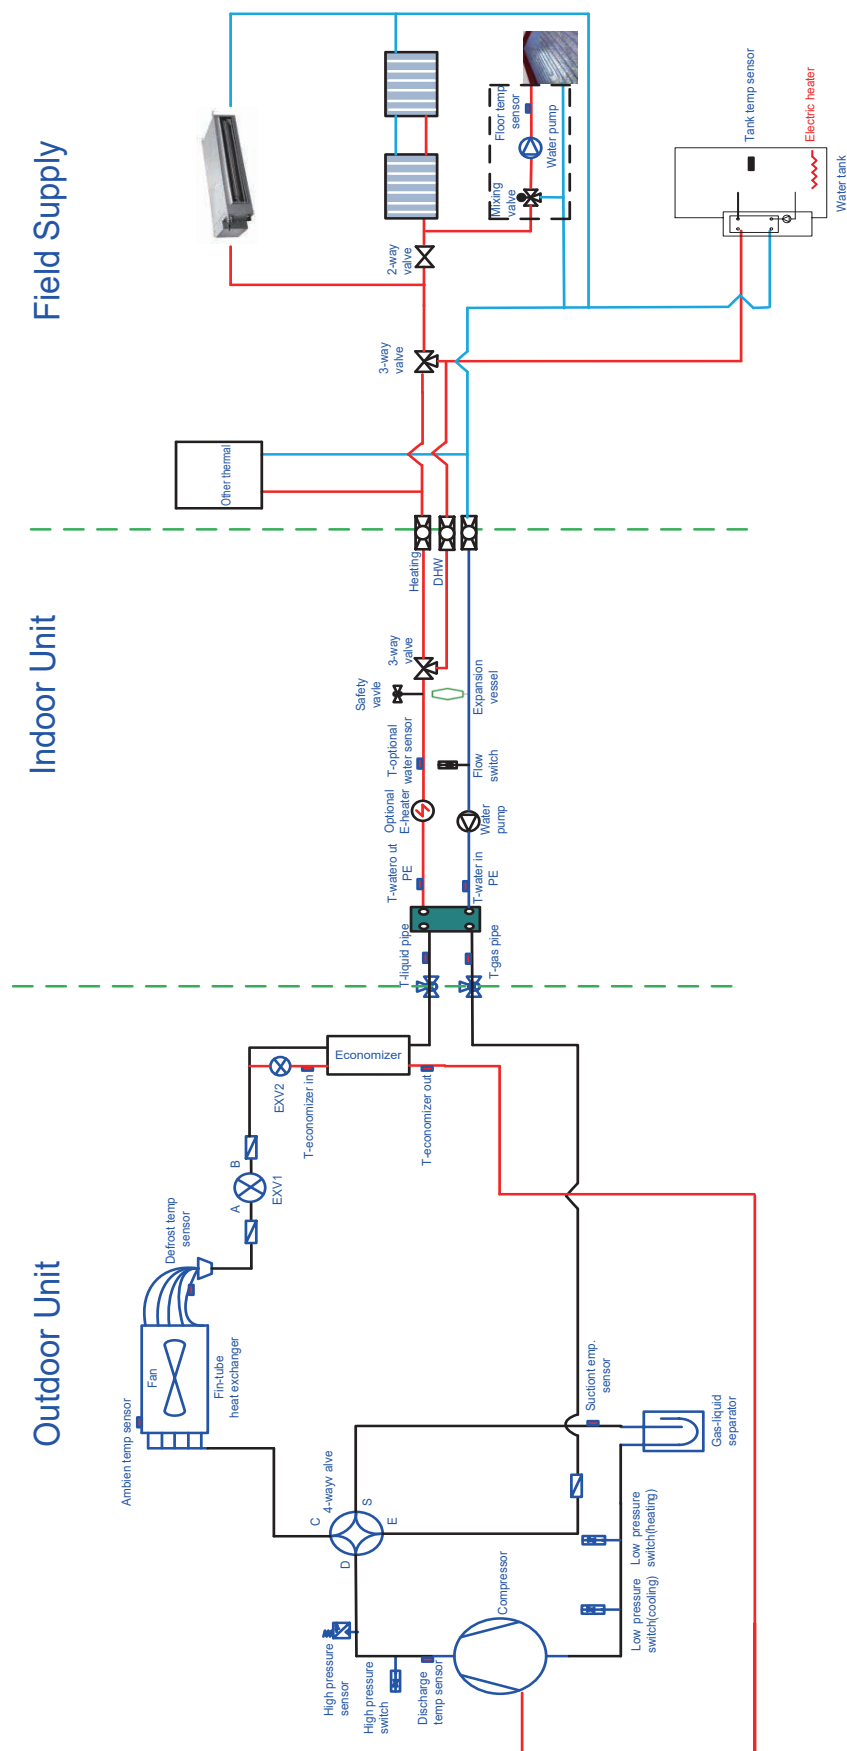 Field Supply
Tank temp sensor
Electric heater
Water tank
Floor temp
sensor
Water pump
Mixing
valve
2-way
valve
3-way
valve
Other thermal
Indoor Unit
Heating
DHW
3-way
valve
Safety
vavle
Expansion
vessel
T-optional
water sensor
Flow
switch
Optional
E-heater
Water
pump
T-watero ut
PE
T-water in
PE
T-liquid pipe
T-gas pipe
Outdoor Unit
Economizer
EXV2
T-economizer in
T-economizer out
B
A
EXV1
Defrost temp
sensor
Fan
Fin-tube
heat exchanger
Ambien temp sensor
Suctiont emp.
sensor
Gas-liquid
separator
4-wayv alve
C
S
D
E
Low pressure
switch(heating)
Low pressure
switch(cooling)
Compressor
High pressure
sensor
High pressure
switch
Discharge
temp sensor